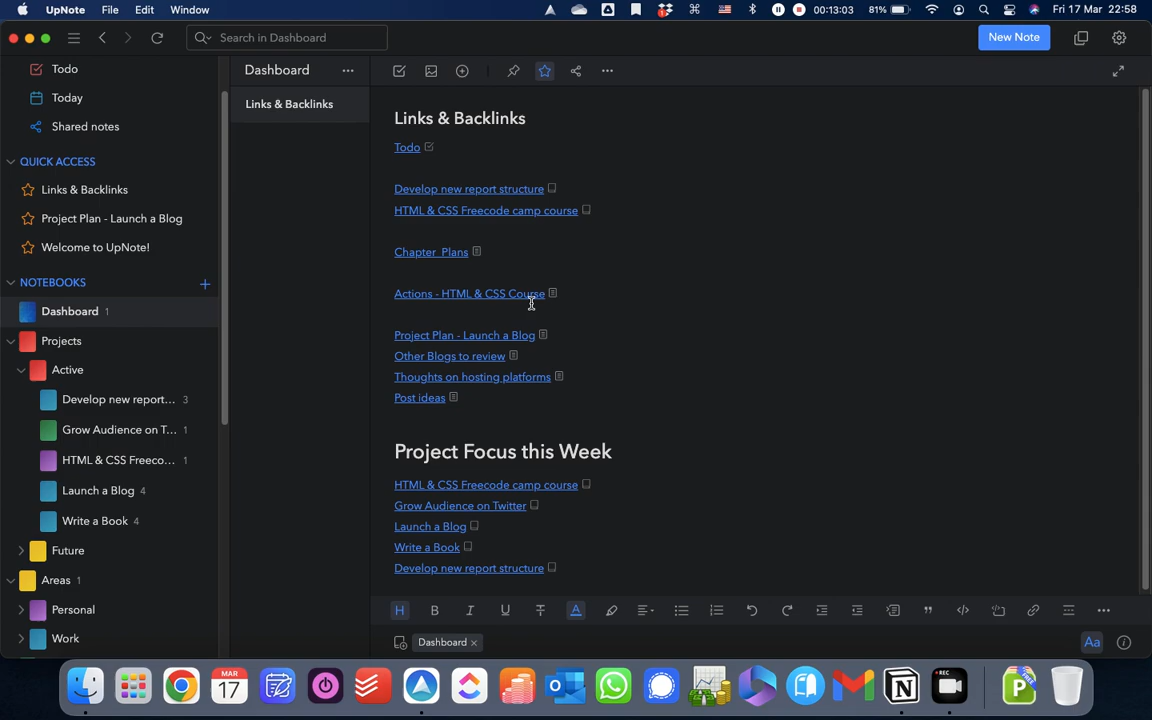 UpNote File Edit Window 00:13:03 81% Fri 17 Mar 22:58
Search in Dashboard
New Note
Todo
Today
Shared notes
QUICK ACCESS
Links & Backlinks
Project Plan - Launch a Blog
Welcome to UpNote!
NOTEBOOKS +
Dashboard 1
Projects
Active
Develop new report... 3
Grow Audience on T... 1
HTML & CSS Freeco... 1
Launch a Blog 4
Write a Book 4
Future
Areas 1
Personal
Work
Dashboard ...
Links & Backlinks
Links & Backlinks
Todo
Develop new report structure
HTML & CSS Freecode camp course
Chapter Plans
Actions - HTML & CSS Course
Project Plan - Launch a Blog
Other Blogs to review
Thoughts on hosting platforms
Post ideas
Project Focus this Week
HTML & CSS Freecode camp course
Grow Audience on Twitter
Launch a Blog
Write a Book
Develop new report structure
H B I U T A
Dashboard × Aa
MAR
17
REC